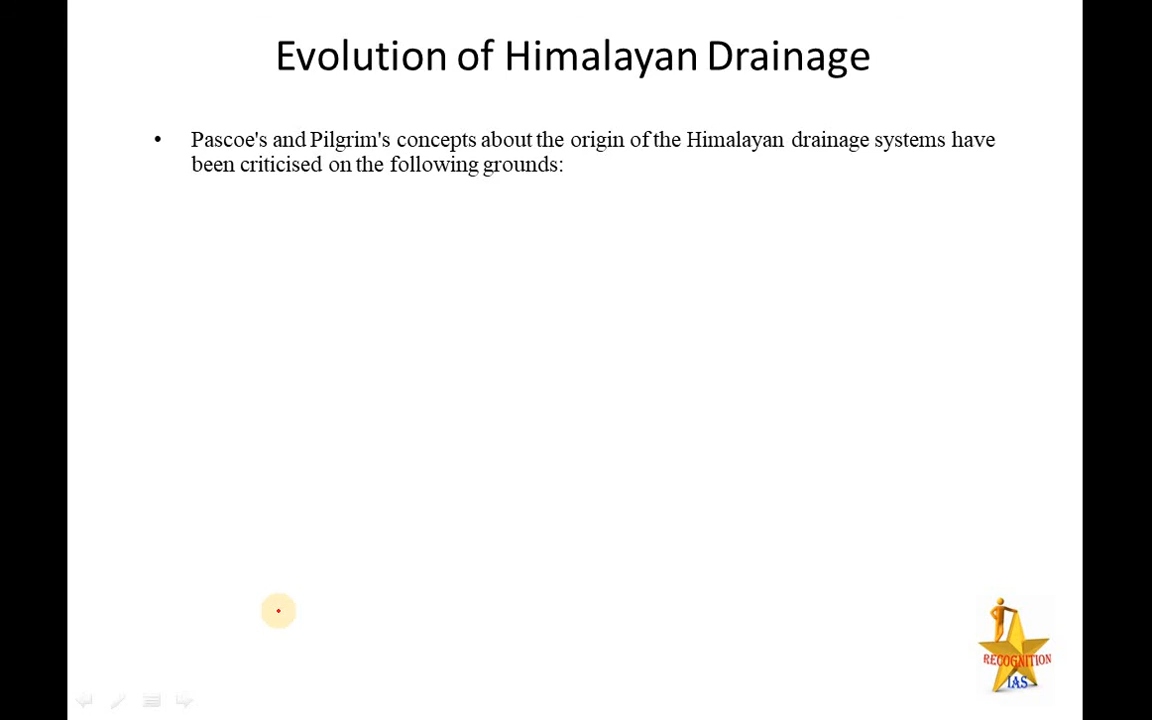 Evolution of Himalayan Drainage
• Pascoe's and Pilgrim's concepts about the origin of the Himalayan drainage systems have
been criticised on the following grounds:
RECOGNITION
IAS